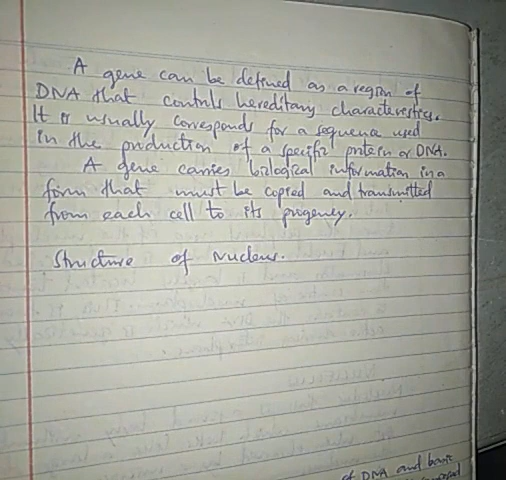 A gene can be defined as a region of
DNA that controls hereditary characteristics.
It is usually corresponds for a sequence used
in the production of a specific protein or DNA.
A gene carries biological information in a
form that must be copied and transmitted
from each cell to its progeney.
Structure of Nucleus.
of DNA and basic